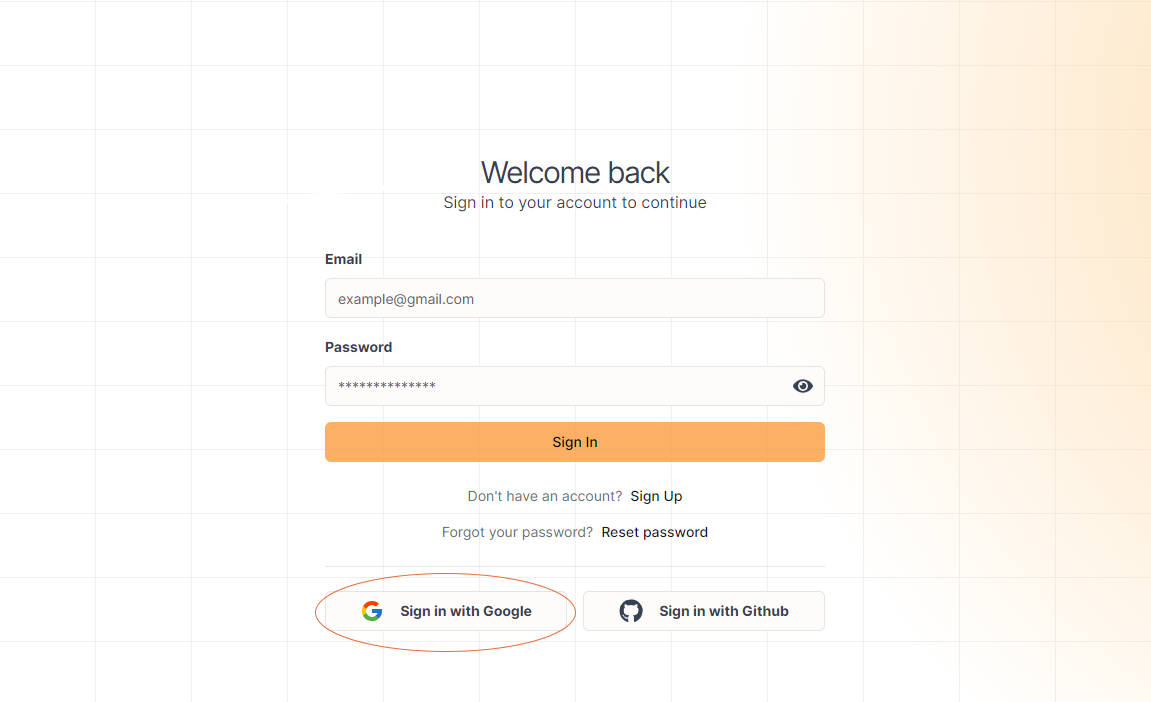 Welcome back
Sign in to your account to continue
Email
example@gmail.com
Password
**************
Sign In
Don't have an account? Sign Up
Forgot your password? Reset password
Sign in with Google
Sign in with Github